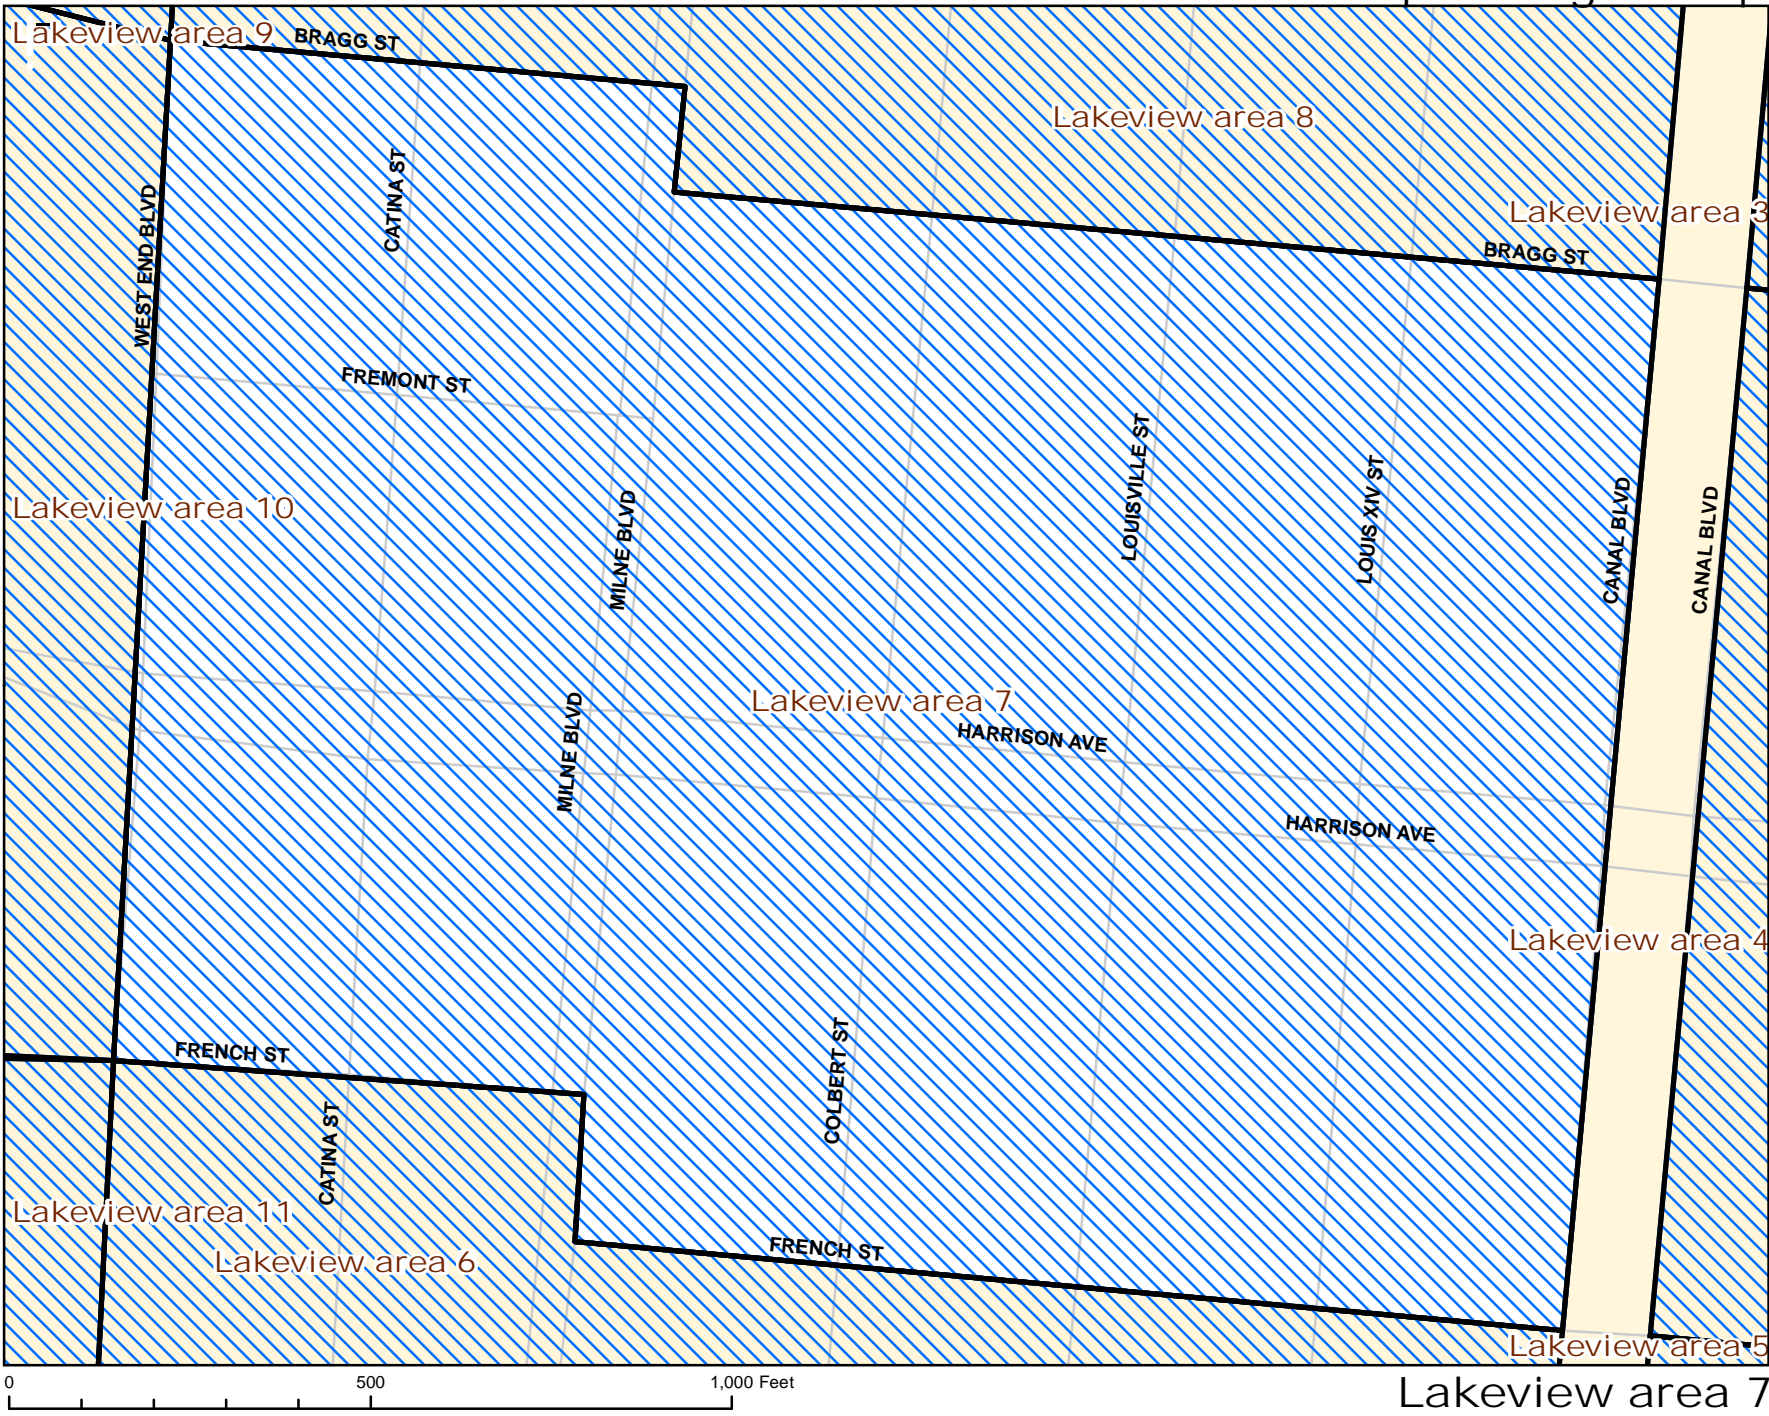 Lakeview area 9
BRAGG ST
Lakeview area 8
CATINA ST
WEST END BLVD
Lakeview area 3
BRAGG ST
FREMONT ST
LOUISVILLE ST
LOUIS XIV ST
CANAL BLVD
CANAL BLVD
MILNE BLVD
Lakeview area 10
Lakeview area 7
MILNE BLVD
HARRISON AVE
HARRISON AVE
Lakeview area 4
COLBERT ST
FRENCH ST
CATINA ST
Lakeview area 11
FRENCH ST
Lakeview area 6
Lakeview area 5
0 500 1,000 Feet
Lakeview area 7